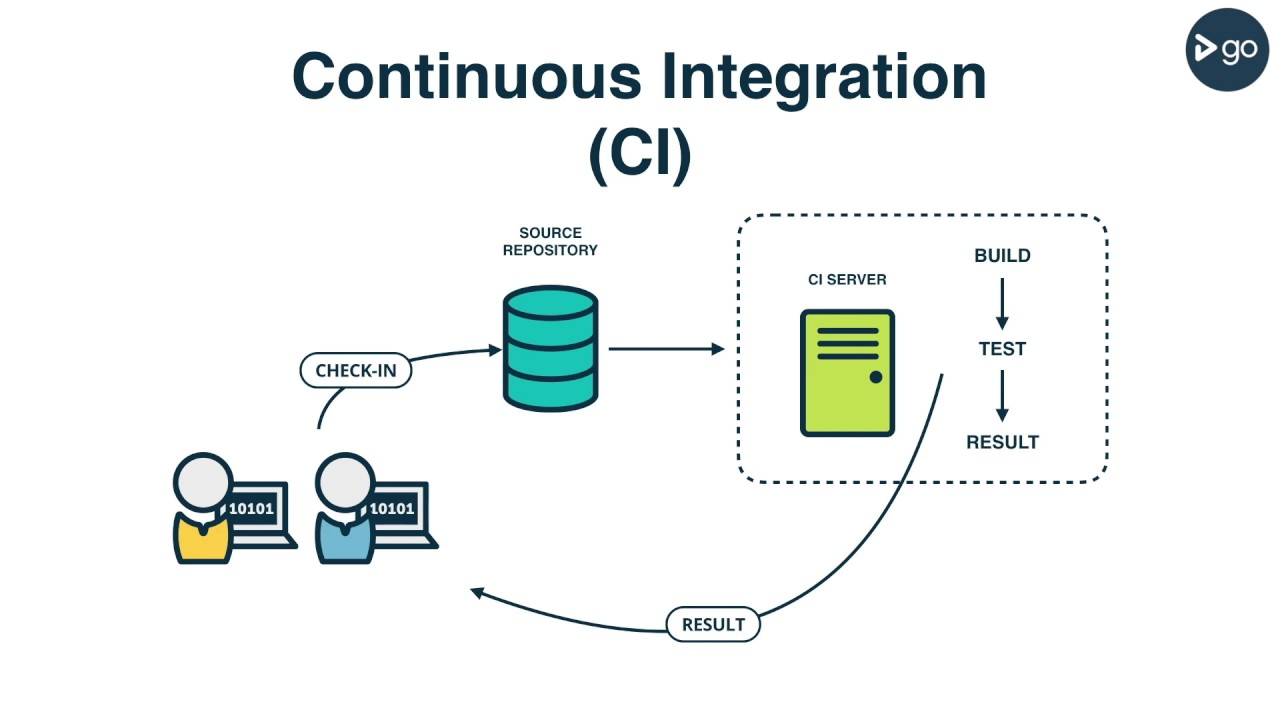 go
Continuous Integration
(CI)
SOURCE
REPOSITORY
CI SERVER
BUILD
TEST
RESULT
CHECK-IN
10101
10101
RESULT